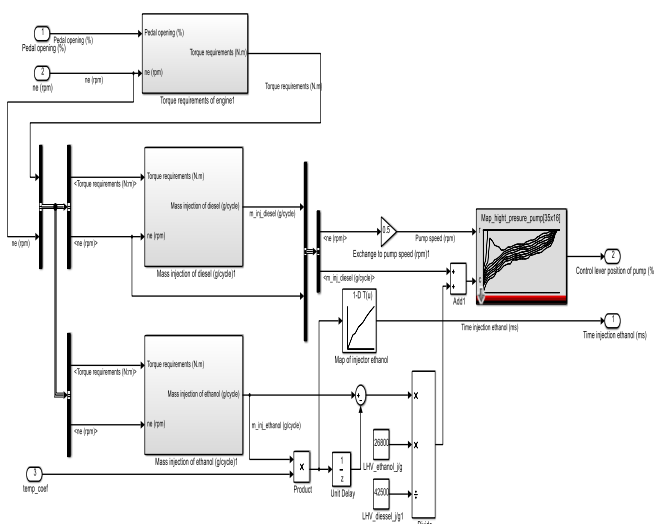 1
Pedal opening (%)
Pedal opening (%)
2
ne (rpm)
ne (rpm)
Pedal opening (%)
Torque requirements (N.m)
ne (rpm)
Torque requirements of engine1
Torque requirements (N.m)
ne (rpm)
<Torque requirements (N.m)>
<ne (rpm)>
Torque requirements (N.m)
Mass injection of diesel (g/cycle)
ne (rpm)
Mass injection of diesel (g/cycle)1
m_inj_diesel (g/cycle)
<ne (rpm)>
0.5
Exchange to pump speed (rpm)1
Pump speed (rpm)
<m_inj_diesel (g/cycle)>
Add1
Map_hight_presure_pump[35x16]
2
Control lever position of pump (%
1-D T(u)
Map of injector ethanol
Time injection ethanol (ms)
1
Time injection ethanol (ms)
<Torque requirements (N.m)>
<ne (rpm)>
Torque requirements (N.m)
Mass injection of ethanol (g/cycle)
ne (rpm)
Mass injection of ethanol (g/cycle)1
m_inj_ethanol (g/cycle)
3
temp_coef
×
Product
1
z
Unit Delay
26800
LHV_ethanol_j/g
42500
LHV_diessel_j/g1
×
×
÷